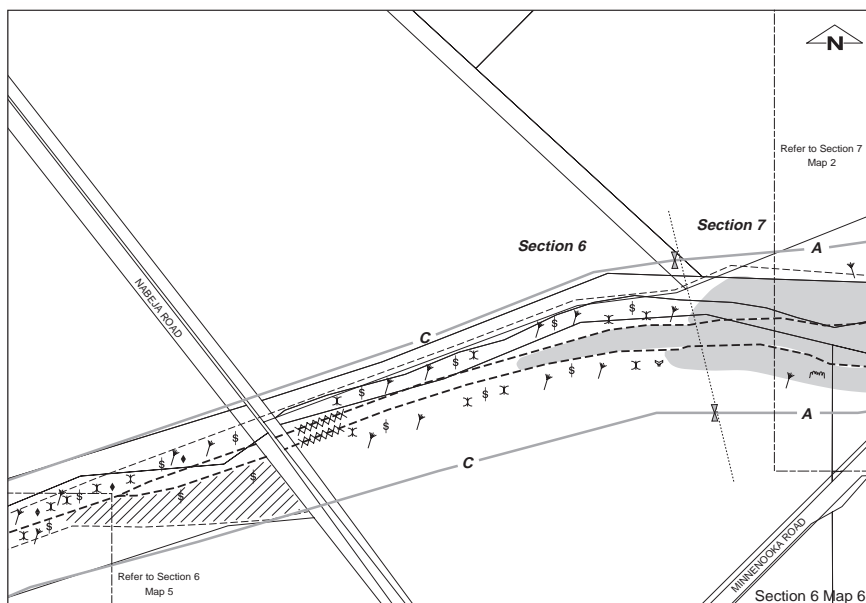 N
Refer to Section 7
Map 2
Section 7
Section 6
A
NABEJA ROAD
C
A
C
MINNENOOKA ROAD
Refer to Section 6
Map 5
Section 6 Map 6